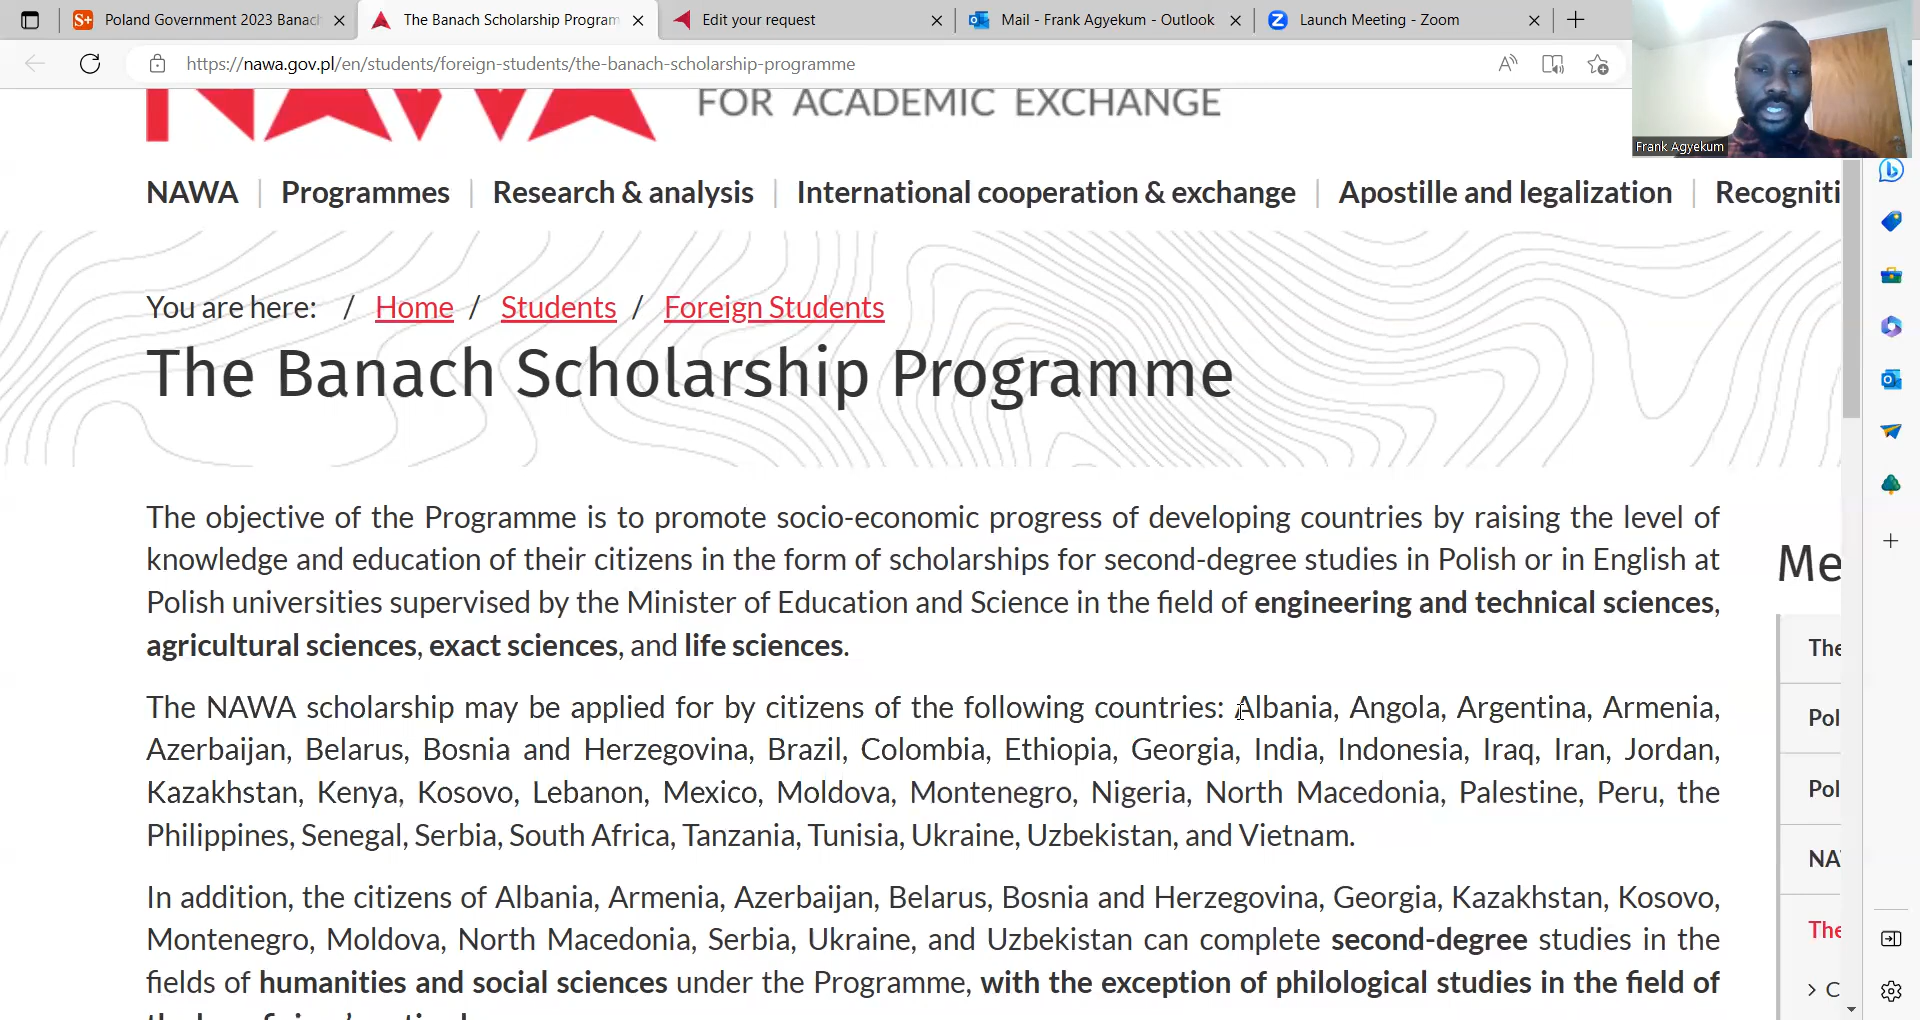 Poland Government 2023 Banach
The Banach Scholarship Program
Edit your request
Mail - Frank Agyekum - Outlook
Launch Meeting - Zoom
https://nawa.gov.pl/en/students/foreign-students/the-banach-scholarship-programme
Frank Agyekum
NAWA
FOR ACADEMIC EXCHANGE
NAWA | Programmes | Research & analysis | International cooperation & exchange | Apostille and legalization | Recogniti
You are here: / Home / Students / Foreign Students
The Banach Scholarship Programme
The objective of the Programme is to promote socio-economic progress of developing countries by raising the level of
knowledge and education of their citizens in the form of scholarships for second-degree studies in Polish or in English at
Polish universities supervised by the Minister of Education and Science in the field of engineering and technical sciences,
agricultural sciences, exact sciences, and life sciences.
The NAWA scholarship may be applied for by citizens of the following countries: Albania, Angola, Argentina, Armenia,
Azerbaijan, Belarus, Bosnia and Herzegovina, Brazil, Colombia, Ethiopia, Georgia, India, Indonesia, Iraq, Iran, Jordan,
Kazakhstan, Kenya, Kosovo, Lebanon, Mexico, Moldova, Montenegro, Nigeria, North Macedonia, Palestine, Peru, the
Philippines, Senegal, Serbia, South Africa, Tanzania, Tunisia, Ukraine, Uzbekistan, and Vietnam.
In addition, the citizens of Albania, Armenia, Azerbaijan, Belarus, Bosnia and Herzegovina, Georgia, Kazakhstan, Kosovo,
Montenegro, Moldova, North Macedonia, Serbia, Ukraine, and Uzbekistan can complete second-degree studies in the
fields of humanities and social sciences under the Programme, with the exception of philological studies in the field of
Me
The
Pol
Pol
NA
The
C